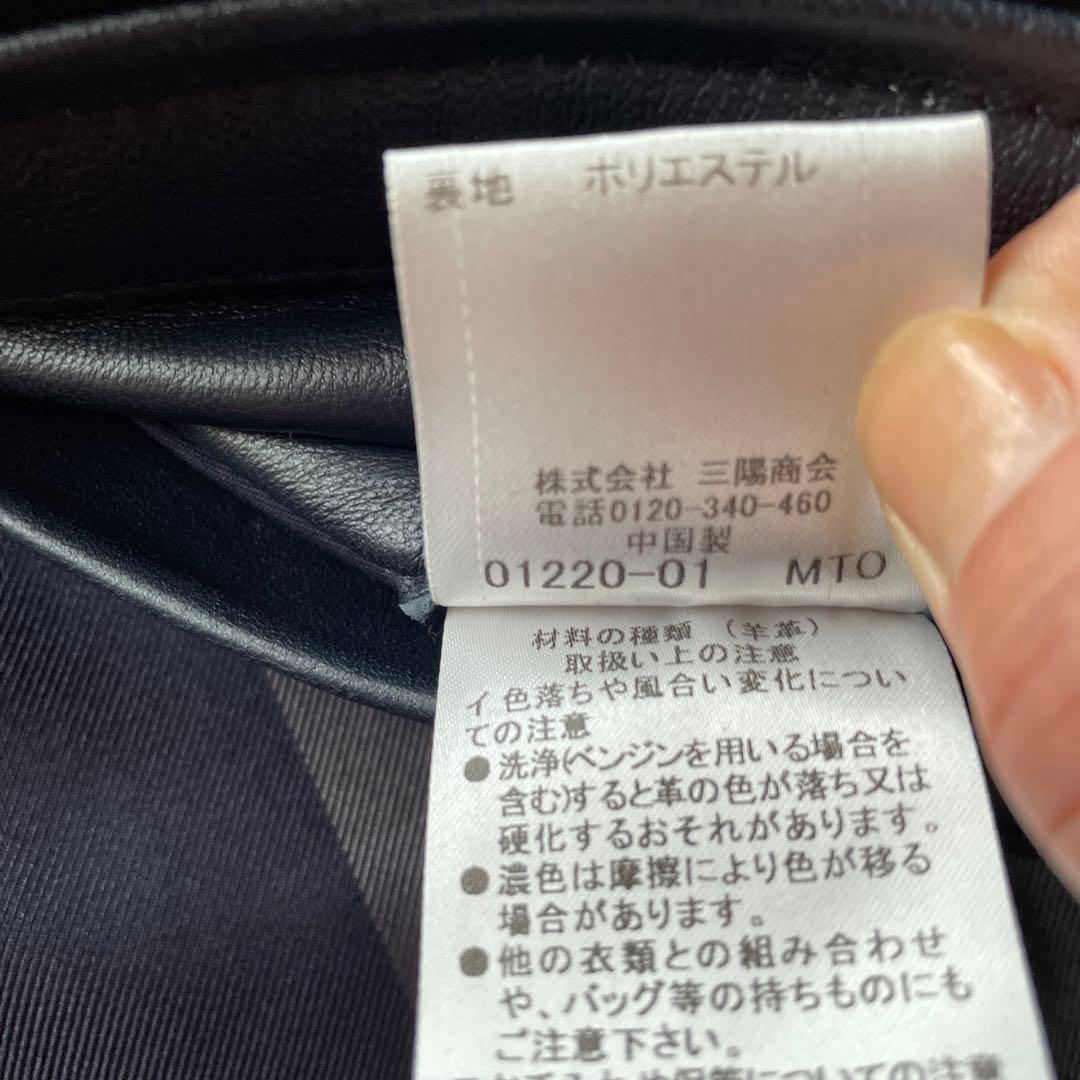 裏地 ポリエステル
株式会社 三陽商会
電話0120-340-460
中国製
01220-01 MTO
材料の種類 (羊革)
取扱い上の注意
イ色落ちや風合い変化につい
ての注意
●洗浄(ベンジンを用いる場合を
含む)すると革の色が落ち又は
硬化するおそれがあります。
●濃色は摩擦により色が移る
場合があります。
●他の衣類との組み合わせ
や、バッグ等の持ちものにも
ご注意下さい。
についての注意